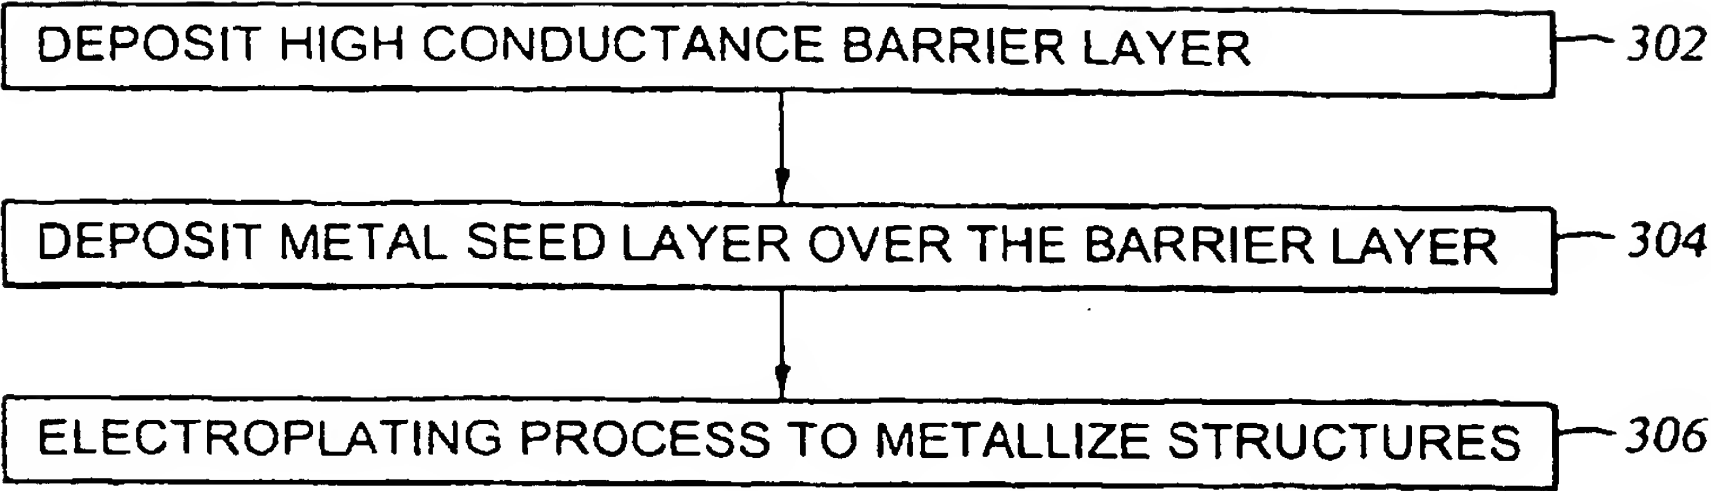 DEPOSIT HIGH CONDUCTANCE BARRIER LAYER 302
DEPOSIT METAL SEED LAYER OVER THE BARRIER LAYER 304
ELECTROPLATING PROCESS TO METALLIZE STRUCTURES 306